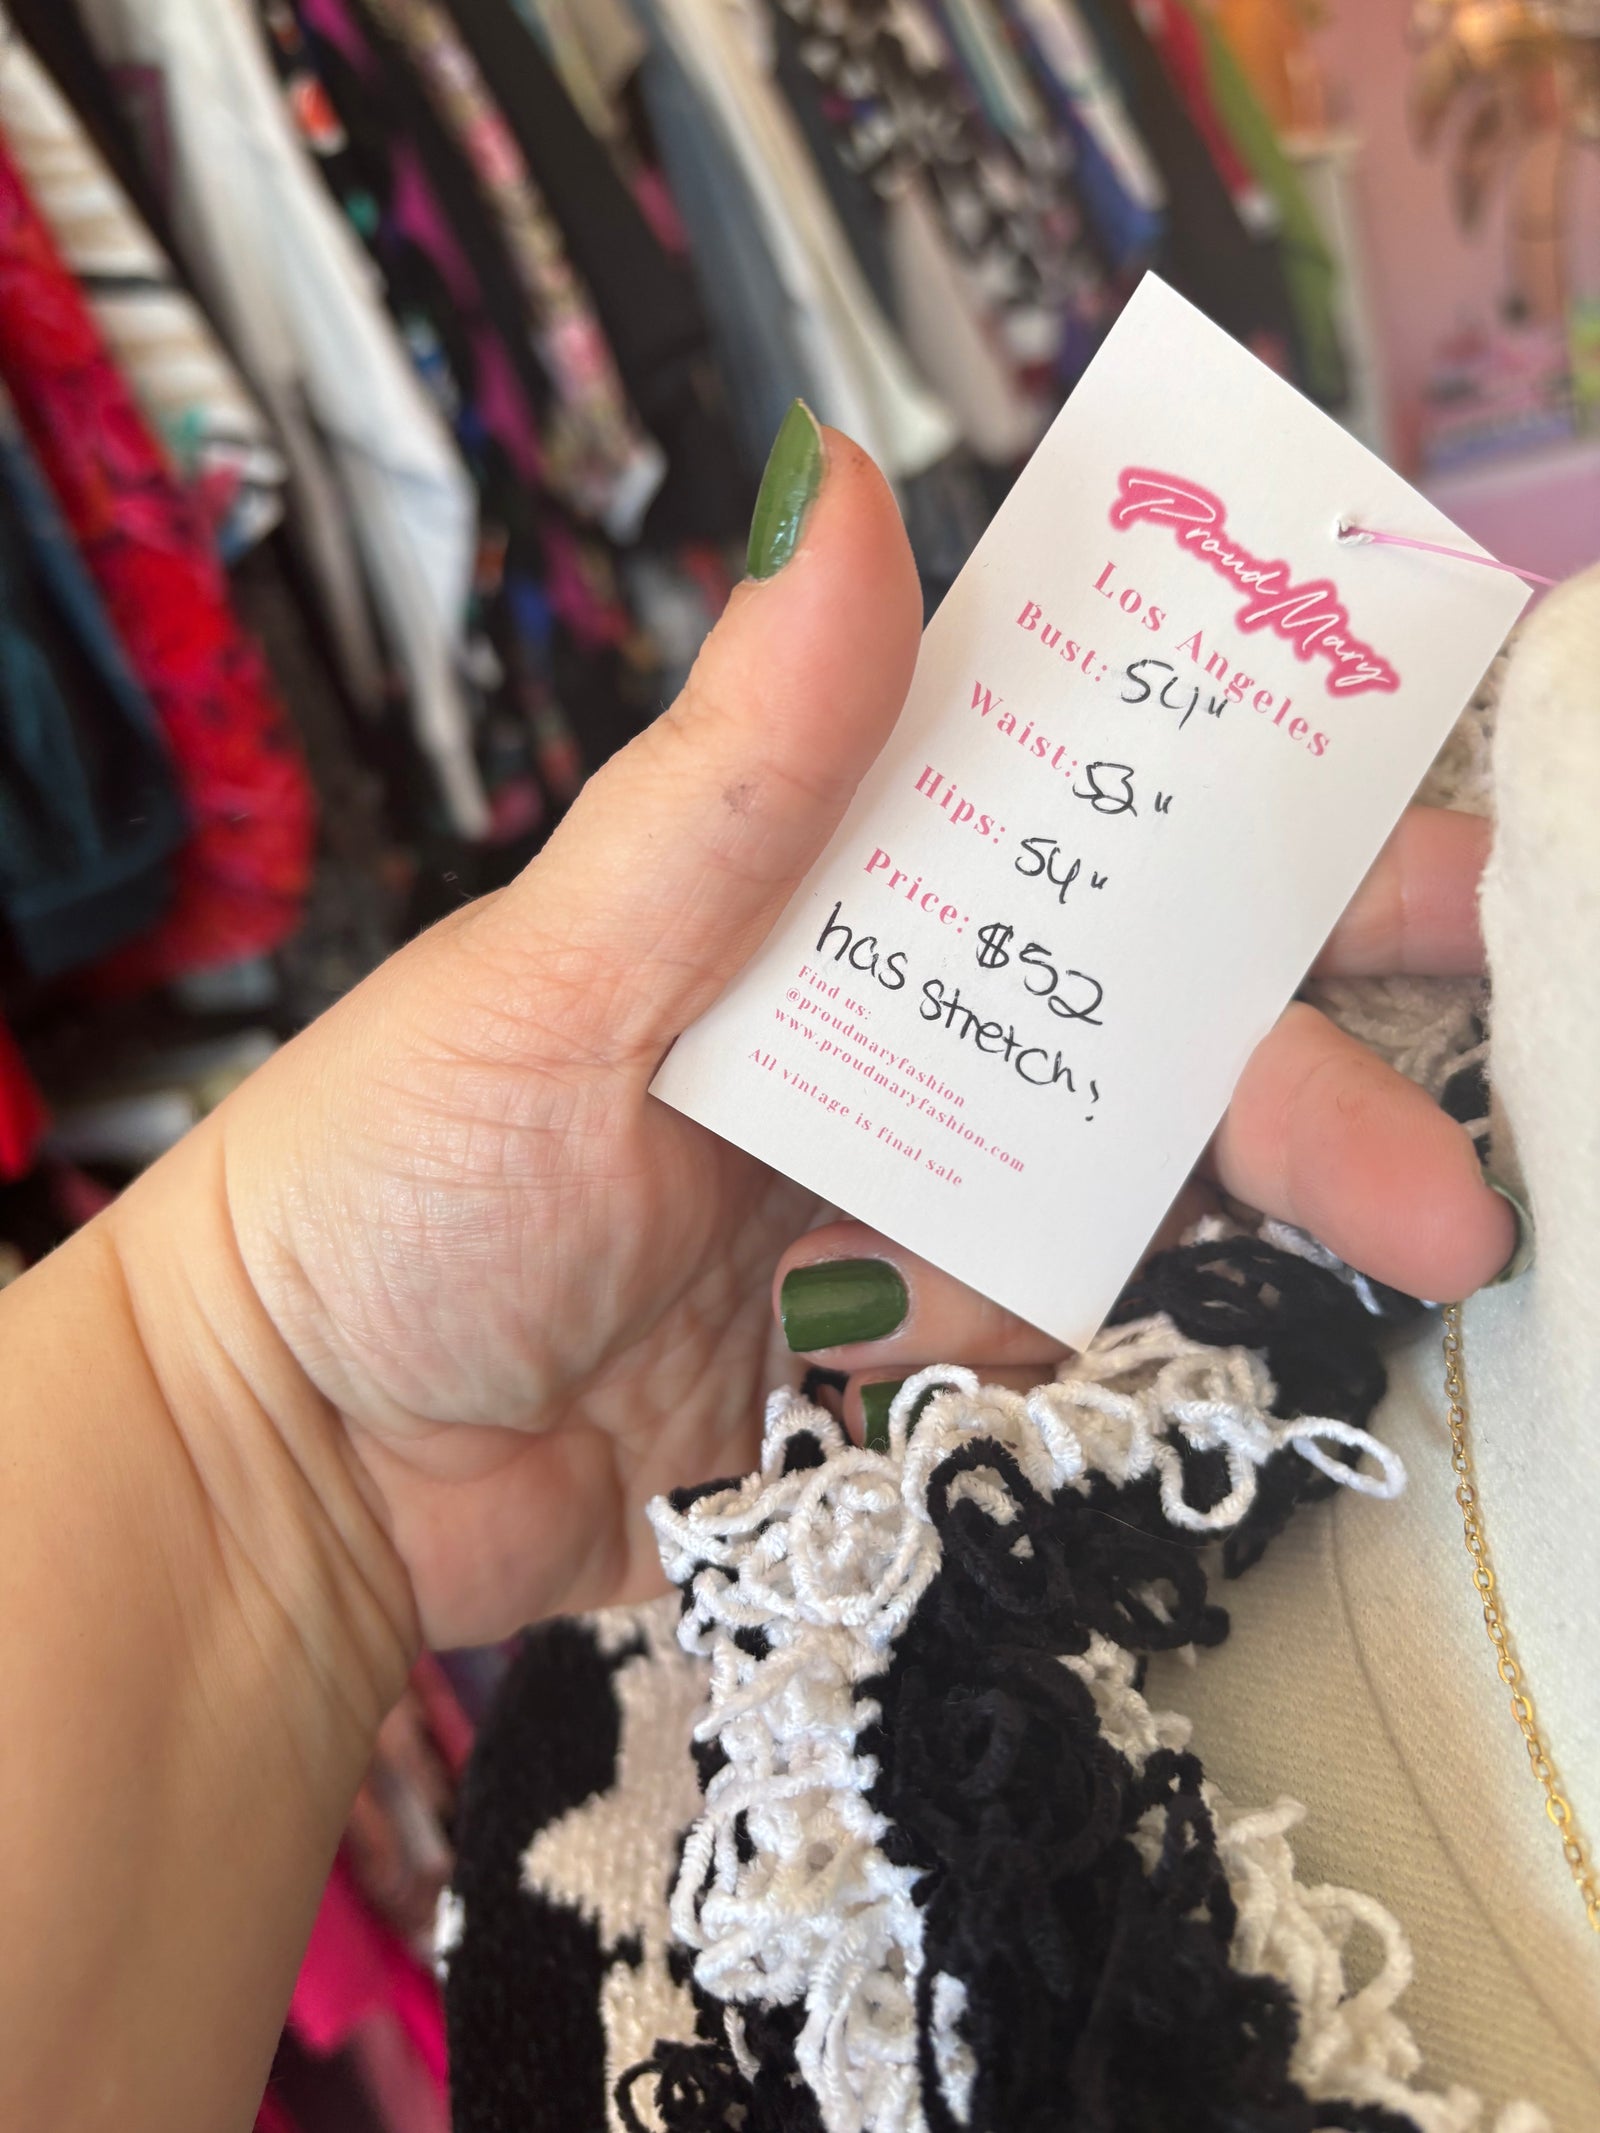 Proud Mary
Los Angeles
Bust: 54"
Waist: 52"
Hips: 54"
Price: $52
has stretch!
Find us:
@proudmaryfashion
www.proudmaryfashion.com
All vintage is final sale